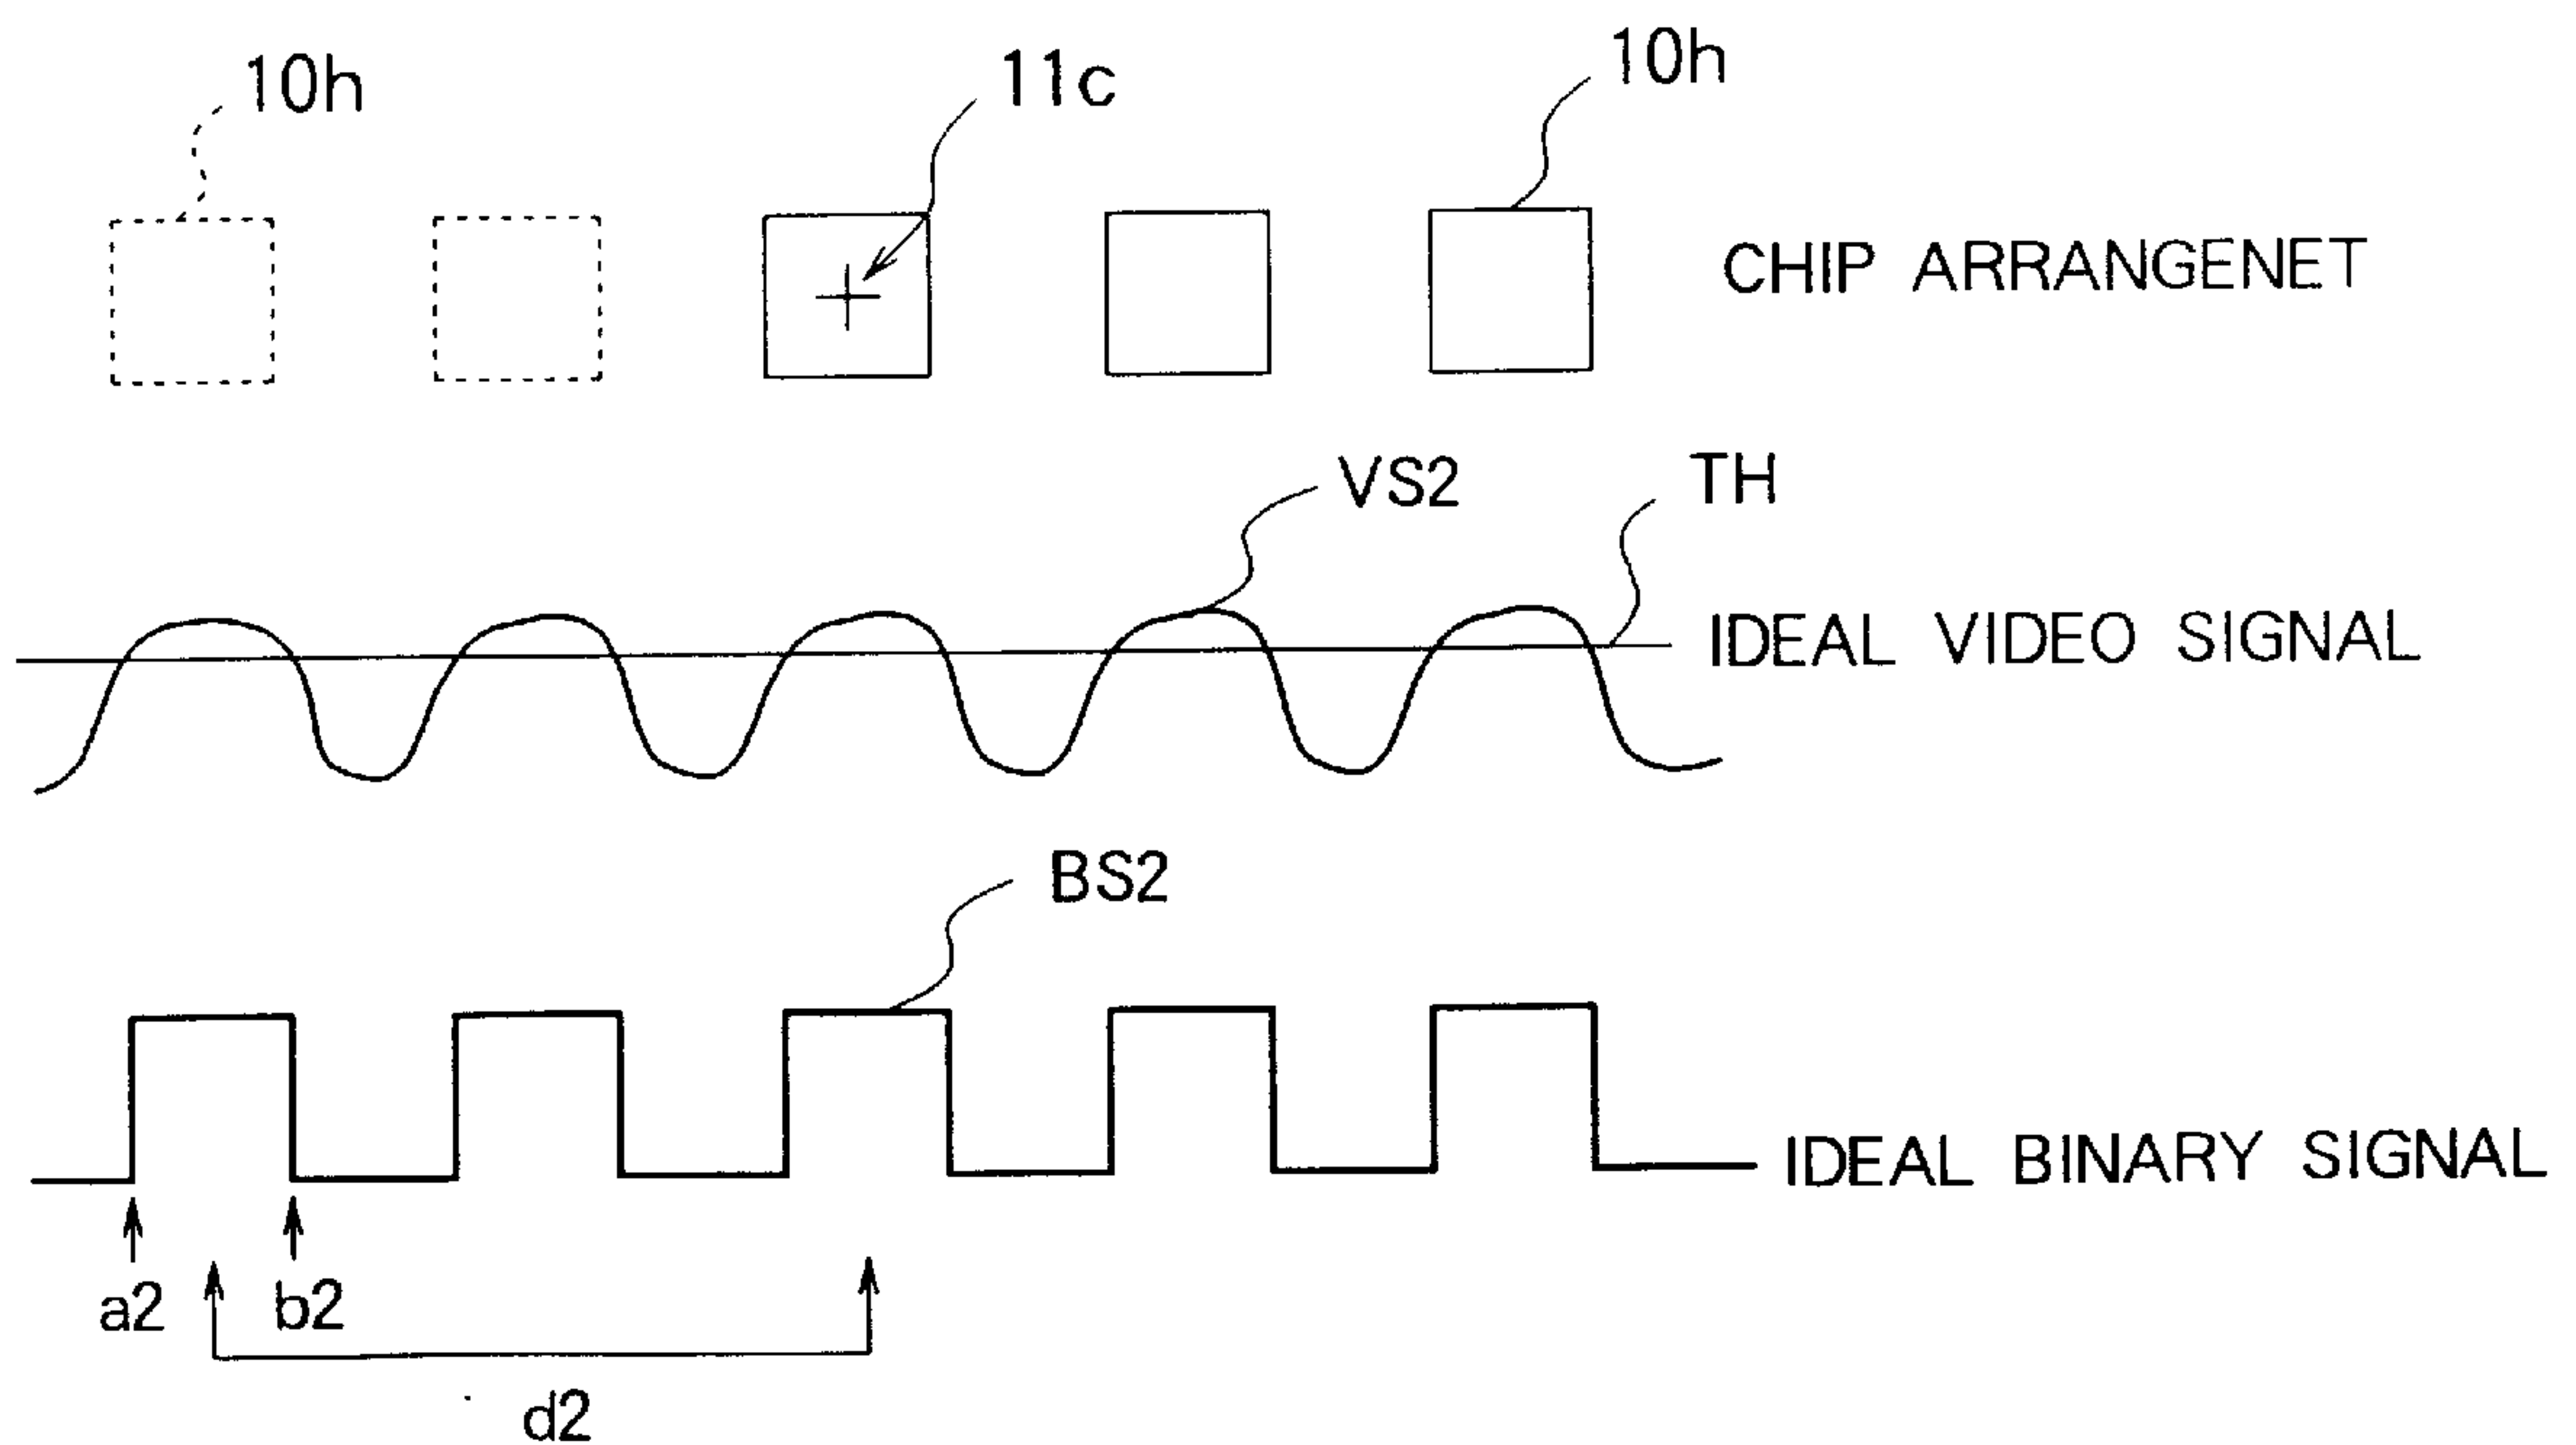 10h
11c
10h
CHIP ARRANGENET
VS2
TH
IDEAL VIDEO SIGNAL
BS2
IDEAL BINARY SIGNAL
a2
b2
d2